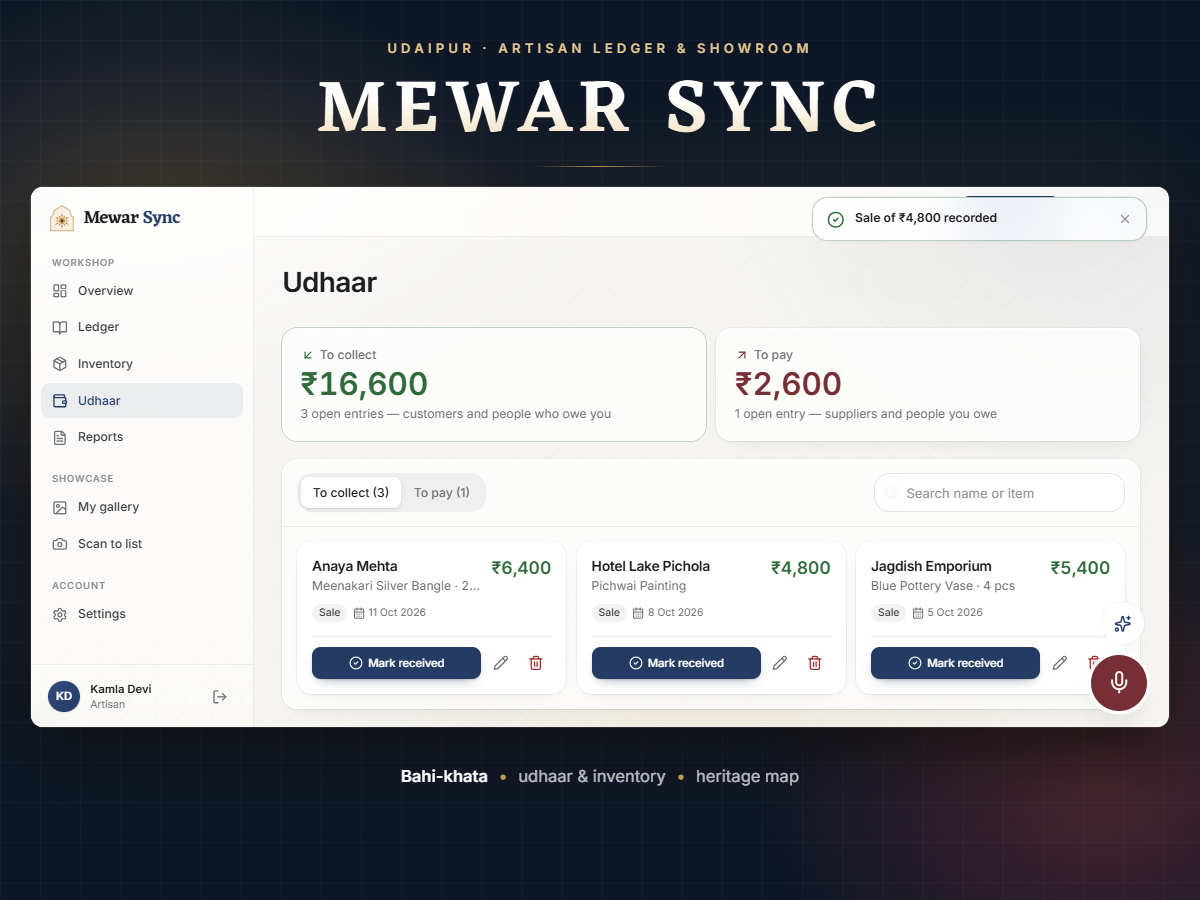 UDAIPUR · ARTISAN LEDGER & SHOWROOM
MEWAR SYNC
Mewar Sync
Sale of ₹4,800 recorded
WORKSHOP
Overview
Ledger
Inventory
Udhaar
Reports
SHOWCASE
My gallery
Scan to list
ACCOUNT
Settings
KD
Kamla Devi
Artisan
Udhaar
To collect
₹16,600
3 open entries — customers and people who owe you
To pay
₹2,600
1 open entry — suppliers and people you owe
To collect (3)
To pay (1)
Search name or item
Anaya Mehta
₹6,400
Meenakari Silver Bangle · 2...
Sale
11 Oct 2026
Mark received
Hotel Lake Pichola
₹4,800
Pichwai Painting
Sale
8 Oct 2026
Mark received
Jagdish Emporium
₹5,400
Blue Pottery Vase · 4 pcs
Sale
5 Oct 2026
Mark received
Bahi-khata • udhaar & inventory • heritage map